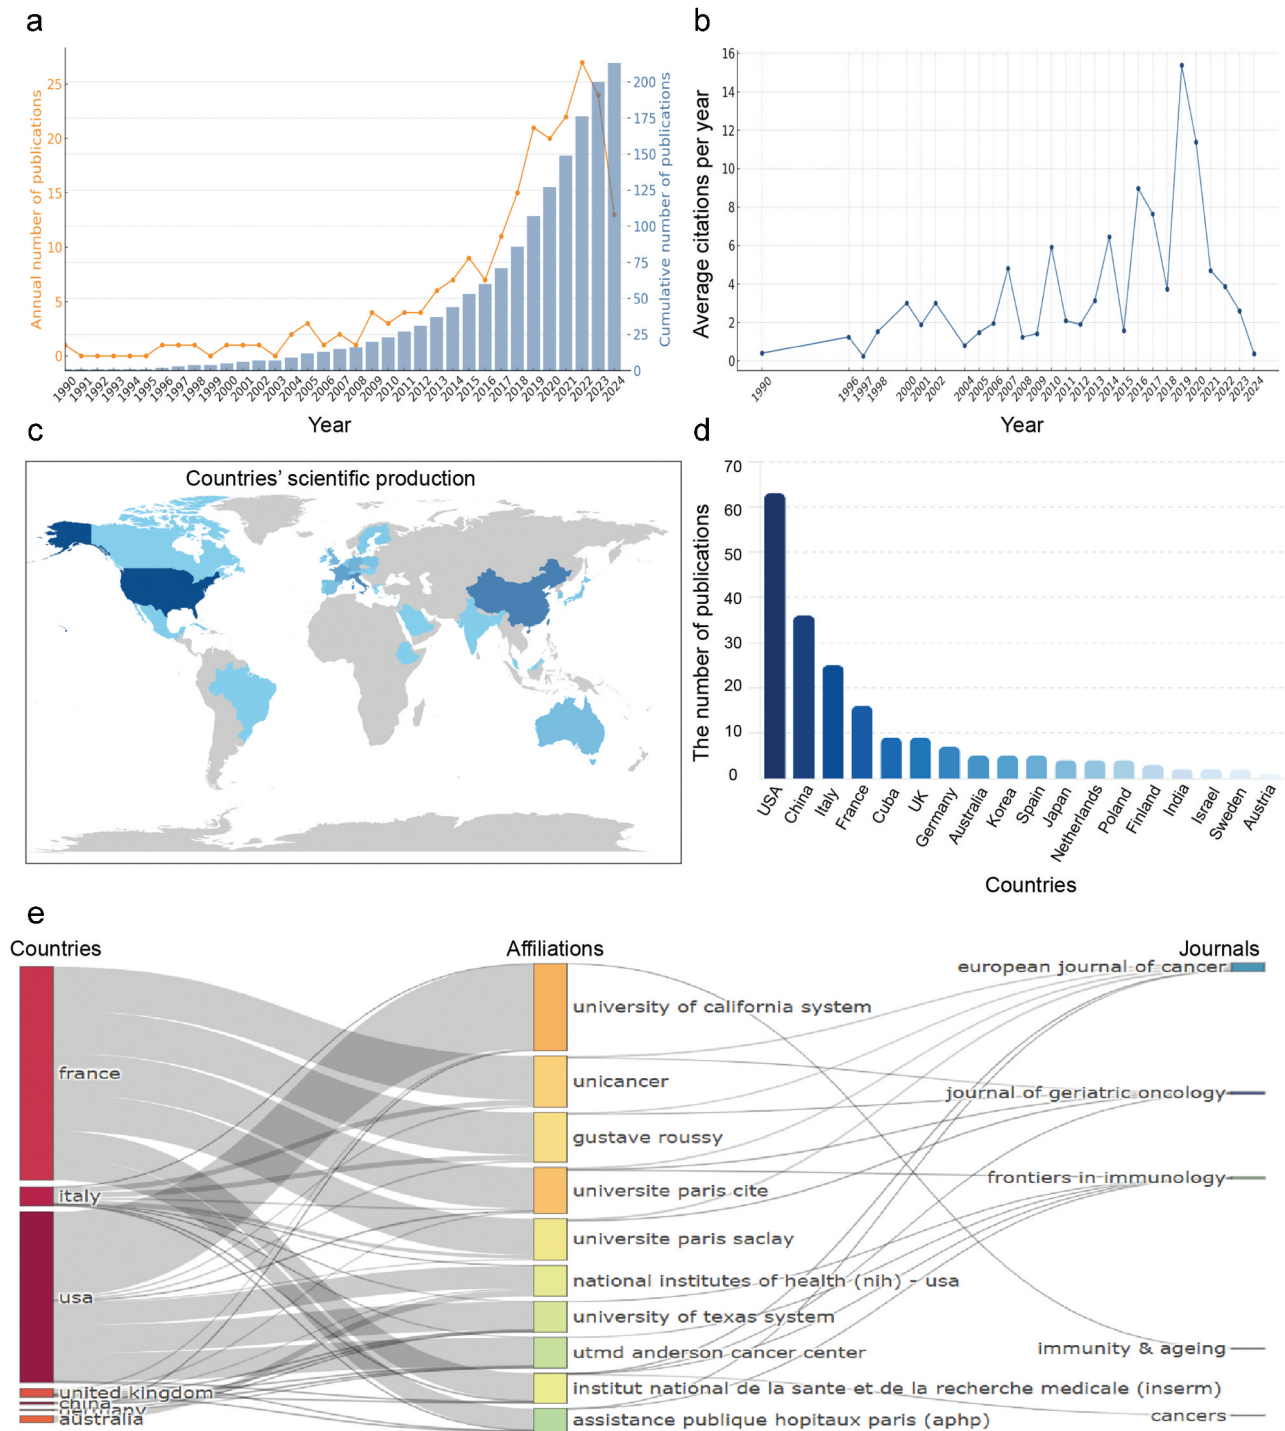 a
Annual number of publications
25
20
15
10
5
0
200
175
150
125
100
75
50
25
0
Cumulative number of publications
1990 1991 1992 1993 1994 1995 1996 1997 1998 1999 2000 2001 2002 2003 2004 2005 2006 2007 2008 2009 2010 2011 2012 2013 2014 2015 2016 2017 2018 2019 2020 2021 2022 2023 2024
Year
b
Average citations per year
16
14
12
10
8
6
4
2
0
1990 1996 1997 1998 2000 2001 2002 2004 2005 2006 2007 2008 2009 2010 2011 2012 2013 2014 2015 2016 2017 2018 2019 2020 2021 2022 2023 2024
Year
c
Countries' scientific production
d
The number of publications
70
60
50
40
30
20
10
0
USA China Italy France Cuba UK Germany Australia Korea Spain Japan Netherlands Poland Finland India Israel Sweden Austria
Countries
e
Countries
Affiliations
Journals
france
italy
usa
united kingdom
china
germany
australia
university of california system
unicancer
gustave roussy
universite paris cite
universite paris saclay
national institutes of health (nih) - usa
university of texas system
utmd anderson cancer center
institut national de la sante et de la recherche medicale (inserm)
assistance publique hopitaux paris (aphp)
european journal of cancer
journal of geriatric oncology
frontiers in immunology
immunity & ageing
cancers